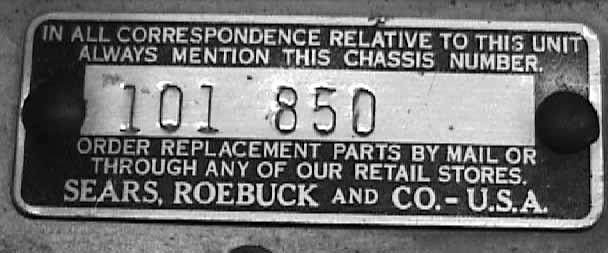 IN ALL CORRESPONDENCE RELATIVE TO THIS UNIT
ALWAYS MENTION THIS CHASSIS NUMBER.
101 850
ORDER REPLACEMENT PARTS BY MAIL OR
THROUGH ANY OF OUR RETAIL STORES.
SEARS, ROEBUCK AND CO. - U.S.A.